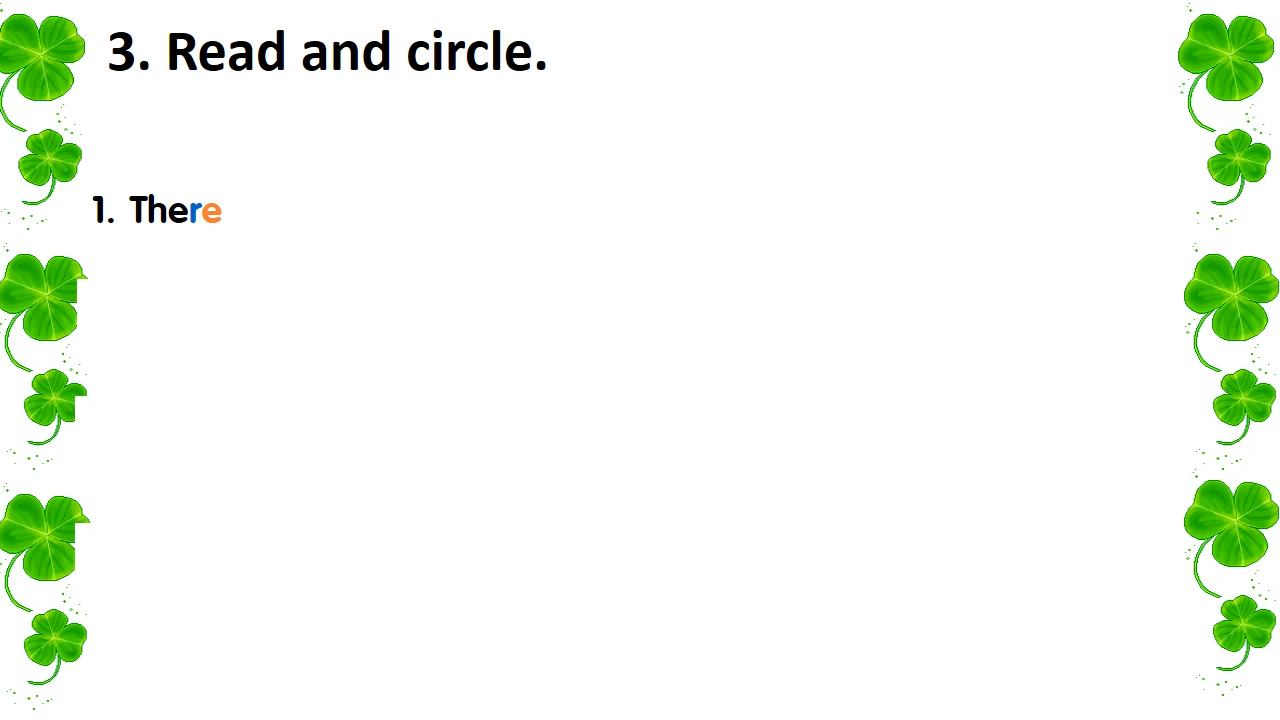 3. Read and circle.
1. There